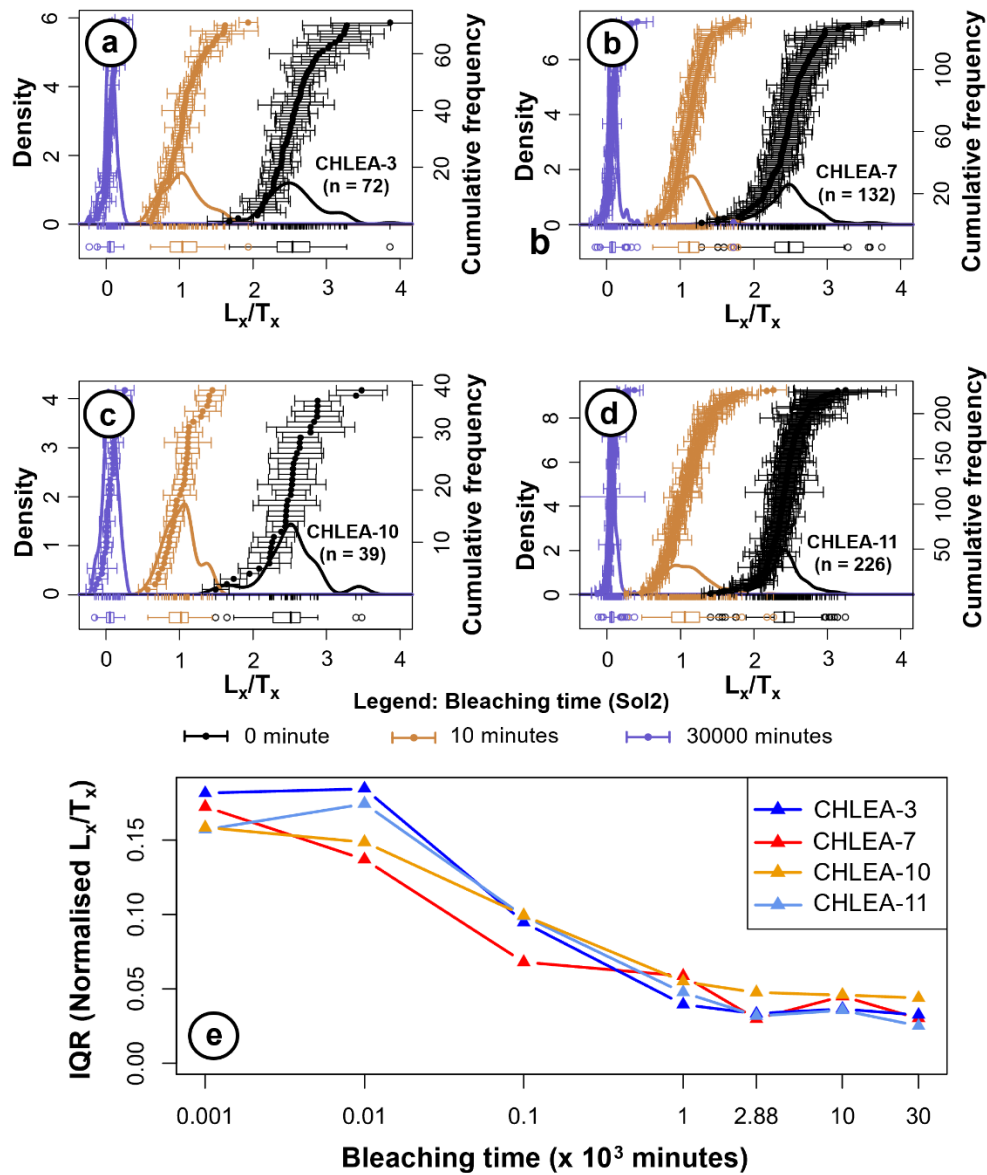 a
Density
0 2 4 6
Cumulative frequency
20 40 60
CHLEA-3
(n = 72)
0 1 2 3 4
Lx/Tx
b
Density
0 2 4 6
Cumulative frequency
20 60 100
CHLEA-7
(n = 132)
b
0 1 2 3 4
Lx/Tx
c
Density
0 1 2 3 4
Cumulative frequency
10 20 30 40
CHLEA-10
(n = 39)
0 1 2 3 4
Lx/Tx
d
Density
0 2 4 6 8
Cumulative frequency
50 100 150 200
CHLEA-11
(n = 226)
0 1 2 3 4
Lx/Tx
Legend: Bleaching time (Sol2)
0 minute 10 minutes 30000 minutes
IQR (Normalised Lx/Tx)
0.00 0.05 0.10 0.15
CHLEA-3
CHLEA-7
CHLEA-10
CHLEA-11
e
0.001 0.01 0.1 1 2.88 10 30
Bleaching time (x 10³ minutes)